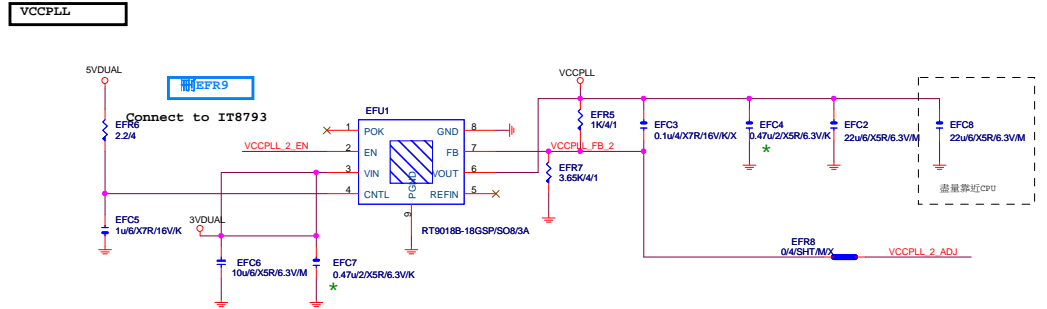 VCCPLL
5VDUAL
刪EFR9
Connect to IT8793
EFR6
2.2/4
VCCPLL_2_EN
EFU1
1
POK
2
EN
3
VIN
4
CNTL
GND
8
FB
7
VOUT
6
REFIN
5
PGND
9
RT9018B-18GSP/SO8/3A
VCCPLL
EFR5
1K/4/1
VCCPLL_FB_2
EFR7
3.65K/4/1
EFC3
0.1u/4/X7R/16V/K/X
EFC4
0.47u/2/X5R/6.3V/K
*
EFC2
22u/6/X5R/6.3V/M
EFC8
22u/6/X5R/6.3V/M
盡量靠近CPU
EFC5
1u/6/X7R/16V/K
3VDUAL
EFC6
10u/6/X5R/6.3V/M
EFC7
0.47u/2/X5R/6.3V/K
*
EFR8
0/4/SHT/M/X
VCCPLL_2_ADJ